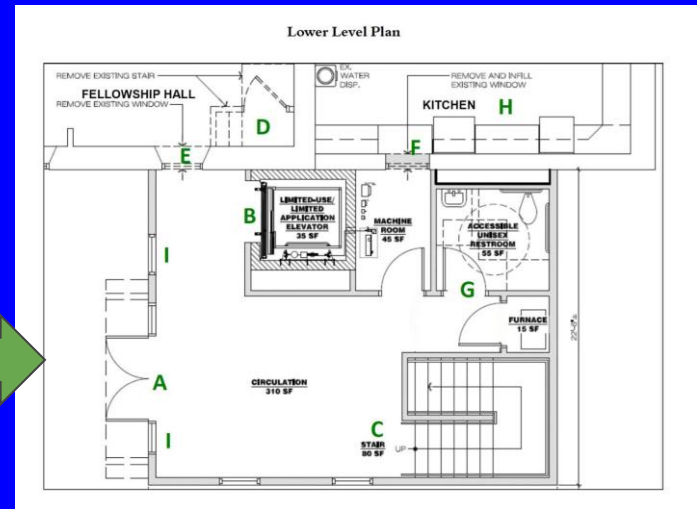 Lower Level Plan
REMOVE EXISTING STAIR
FELLOWSHIP HALL
REMOVE EXISTING WINDOW
D
E
EX.
WATER
DISP.
REMOVE AND INFILL
EXISTING WINDOW
KITCHEN H
F
B
LIMITED-USE/
LIMITED
APPLICATION
ELEVATOR
35 SF
MACHINE
ROOM
45 SF
ACCESSIBLE
UNISEX
RESTROOM
55 SF
I
G
FURNACE
15 SF
A
CIRCULATION
310 SF
I
C
STAIR
80 SF
UP